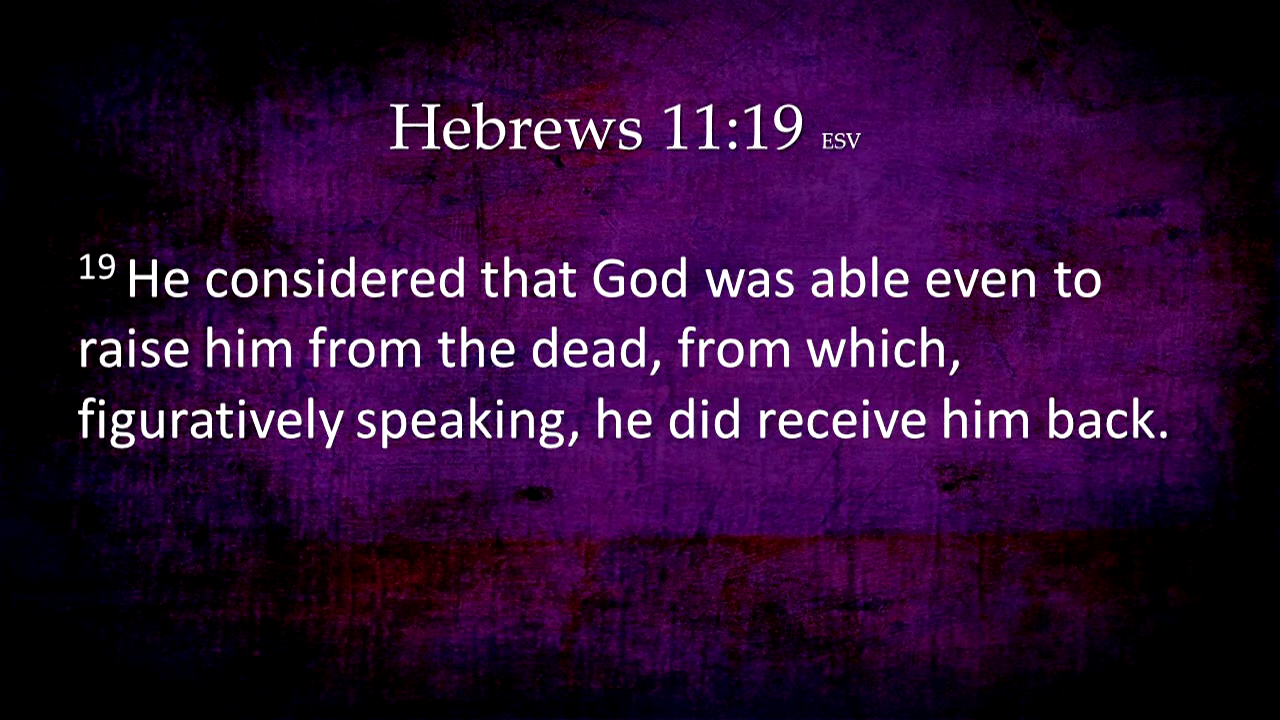 Hebrews 11:19 ESV
19 He considered that God was able even to
raise him from the dead, from which,
figuratively speaking, he did receive him back.